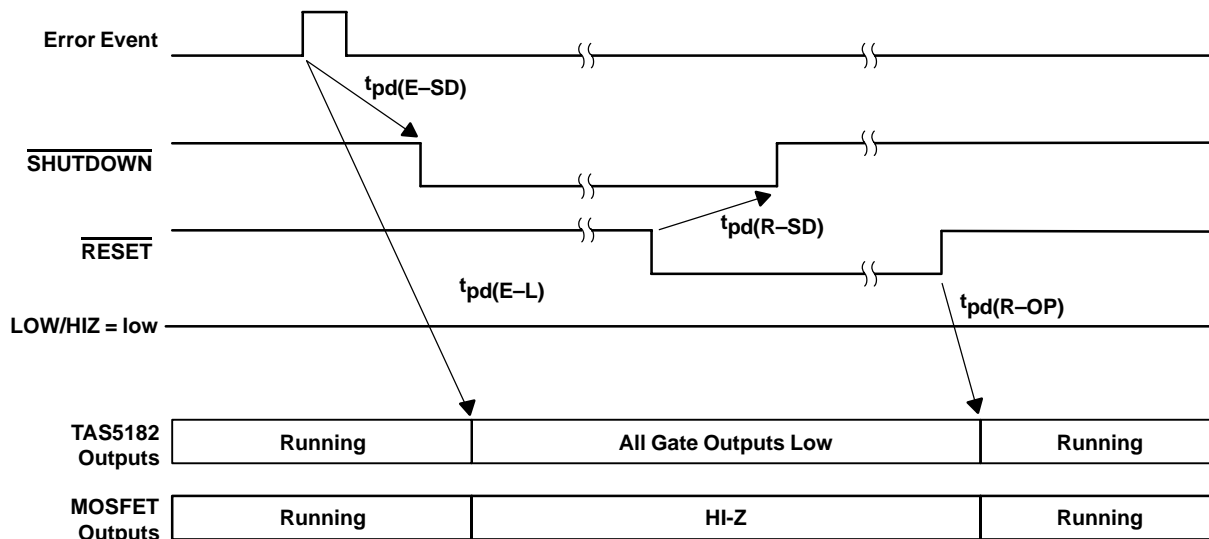 Error Event
tpd(E–SD)
SHUTDOWN
tpd(R–SD)
RESET
tpd(E–L)
tpd(R–OP)
LOW/HIZ = low
TAS5182
Outputs
Running
All Gate Outputs Low
Running
MOSFET
Outputs
Running
HI-Z
Running